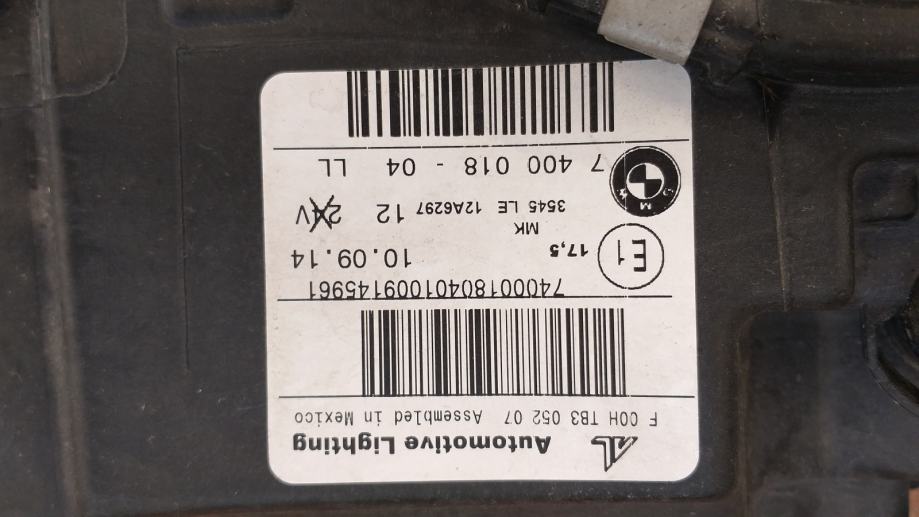 Automotive Lighting
F 00H TB3 052 07 Assembled in Mexico
74000180401009145961
E1 17,5 10.09.14
MK
3545 LE 12A6297 12 24V
BMW
7 400 018 - 04 LL